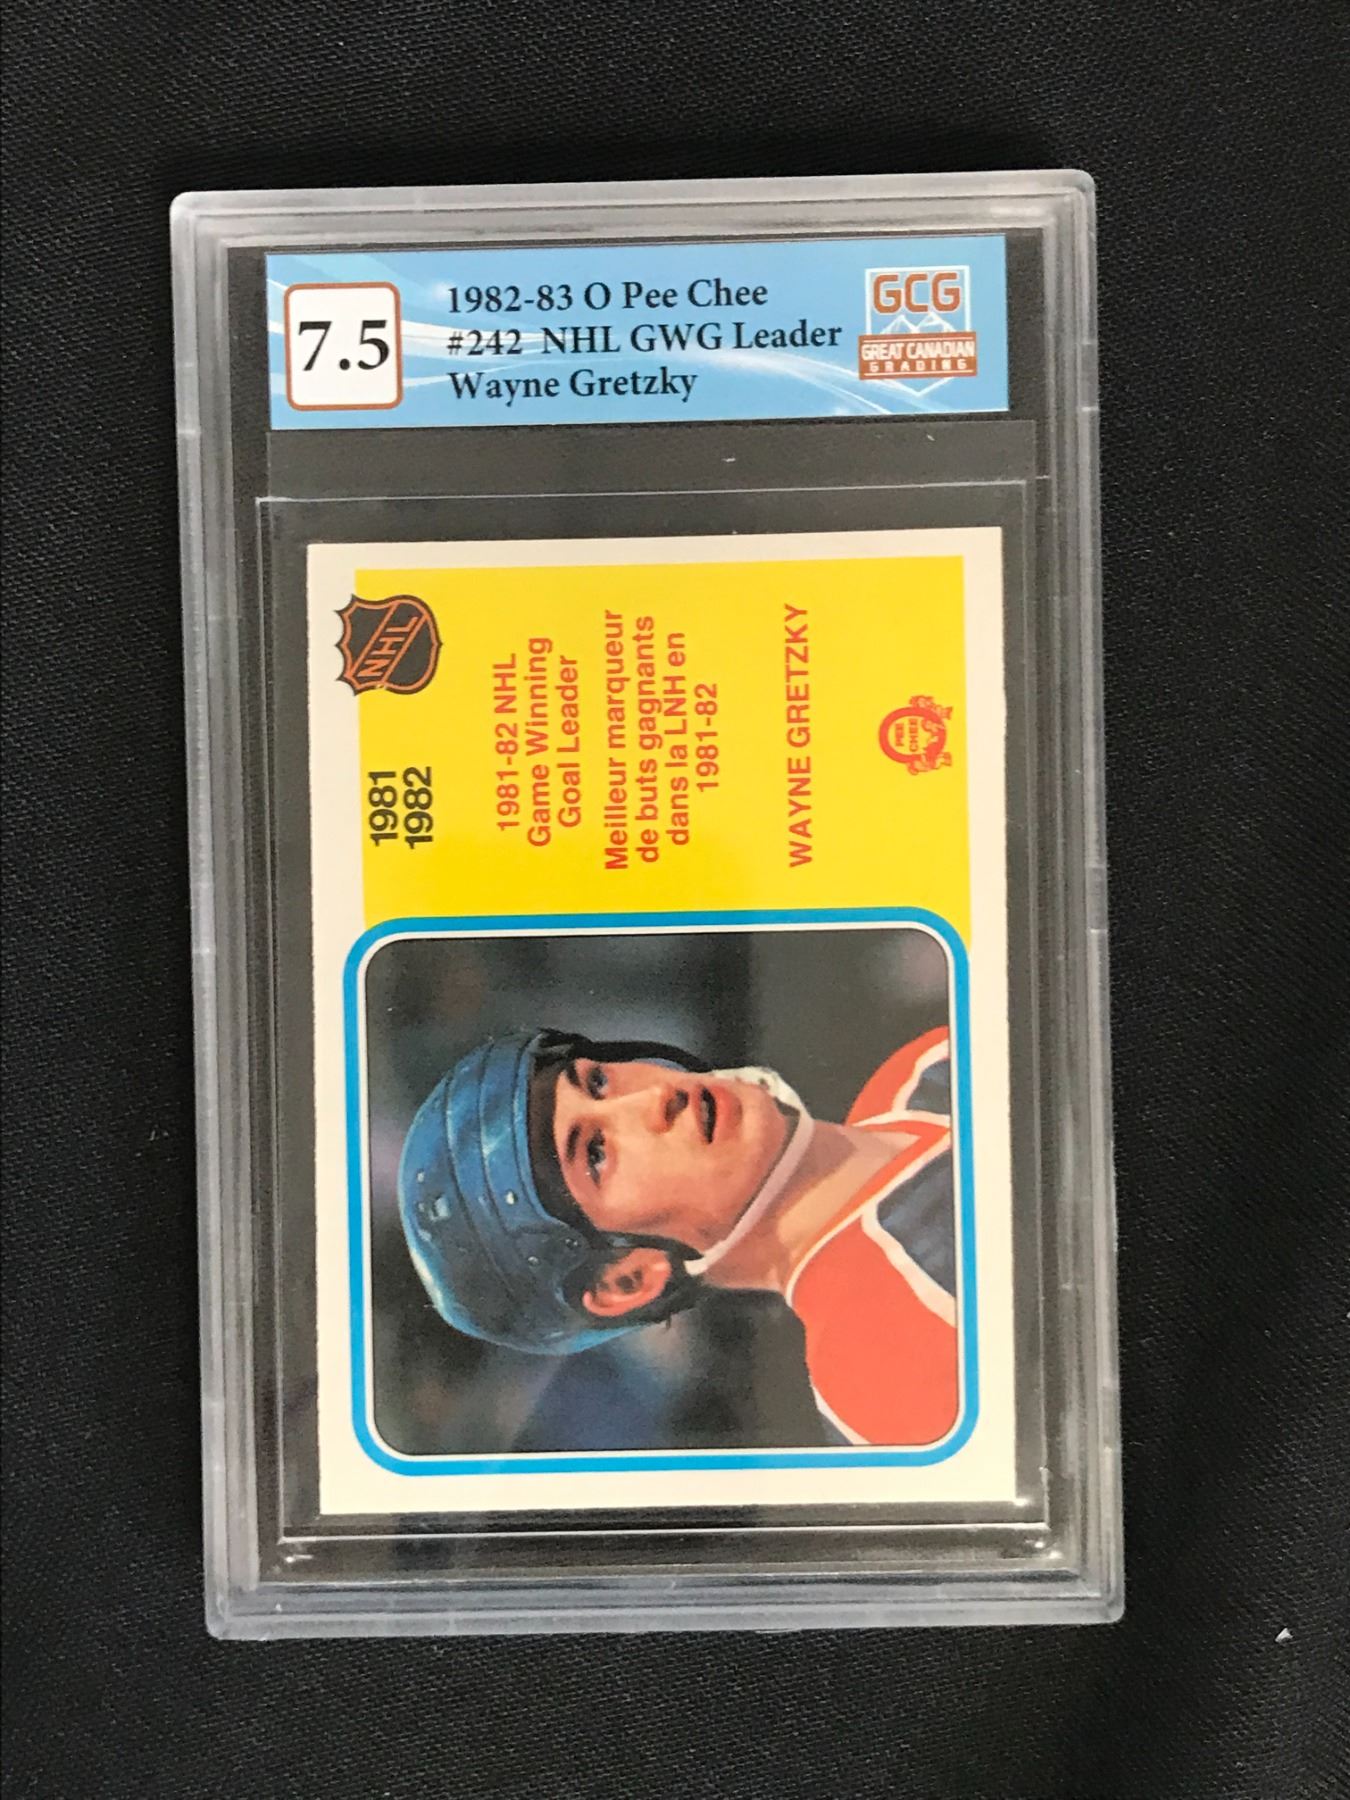 7.5
1982-83 O Pee Chee
#242 NHL GWG Leader
Wayne Gretzky
GCG
GREAT CANADIAN
GRADING
NHL
1981
1982
1981-82 NHL
Game Winning
Goal Leader
Meilleur marqueur
de buts gagnants
dans la LNH en
1981-82
WAYNE GRETZKY
O
PEE
CHEE